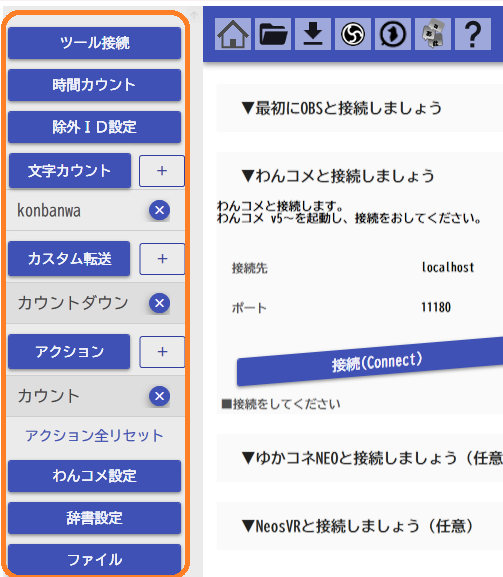 ツール接続
時間カウント
除外ＩＤ設定
文字カウント +
konbanwa
カスタム転送 +
カウントダウン
アクション +
カウント
アクション全リセット
わんコメ設定
辞書設定
ファイル
▼最初にOBSと接続しましょう
▼わんコメと接続しましょう
わんコメと接続します。
わんコメ v5～を起動し、接続をおしてください。
接続先 localhost
ポート 11180
接続(Connect)
■接続をしてください
▼ゆかコネNEOと接続しましょう（任意
▼NeosVRと接続しましょう（任意）